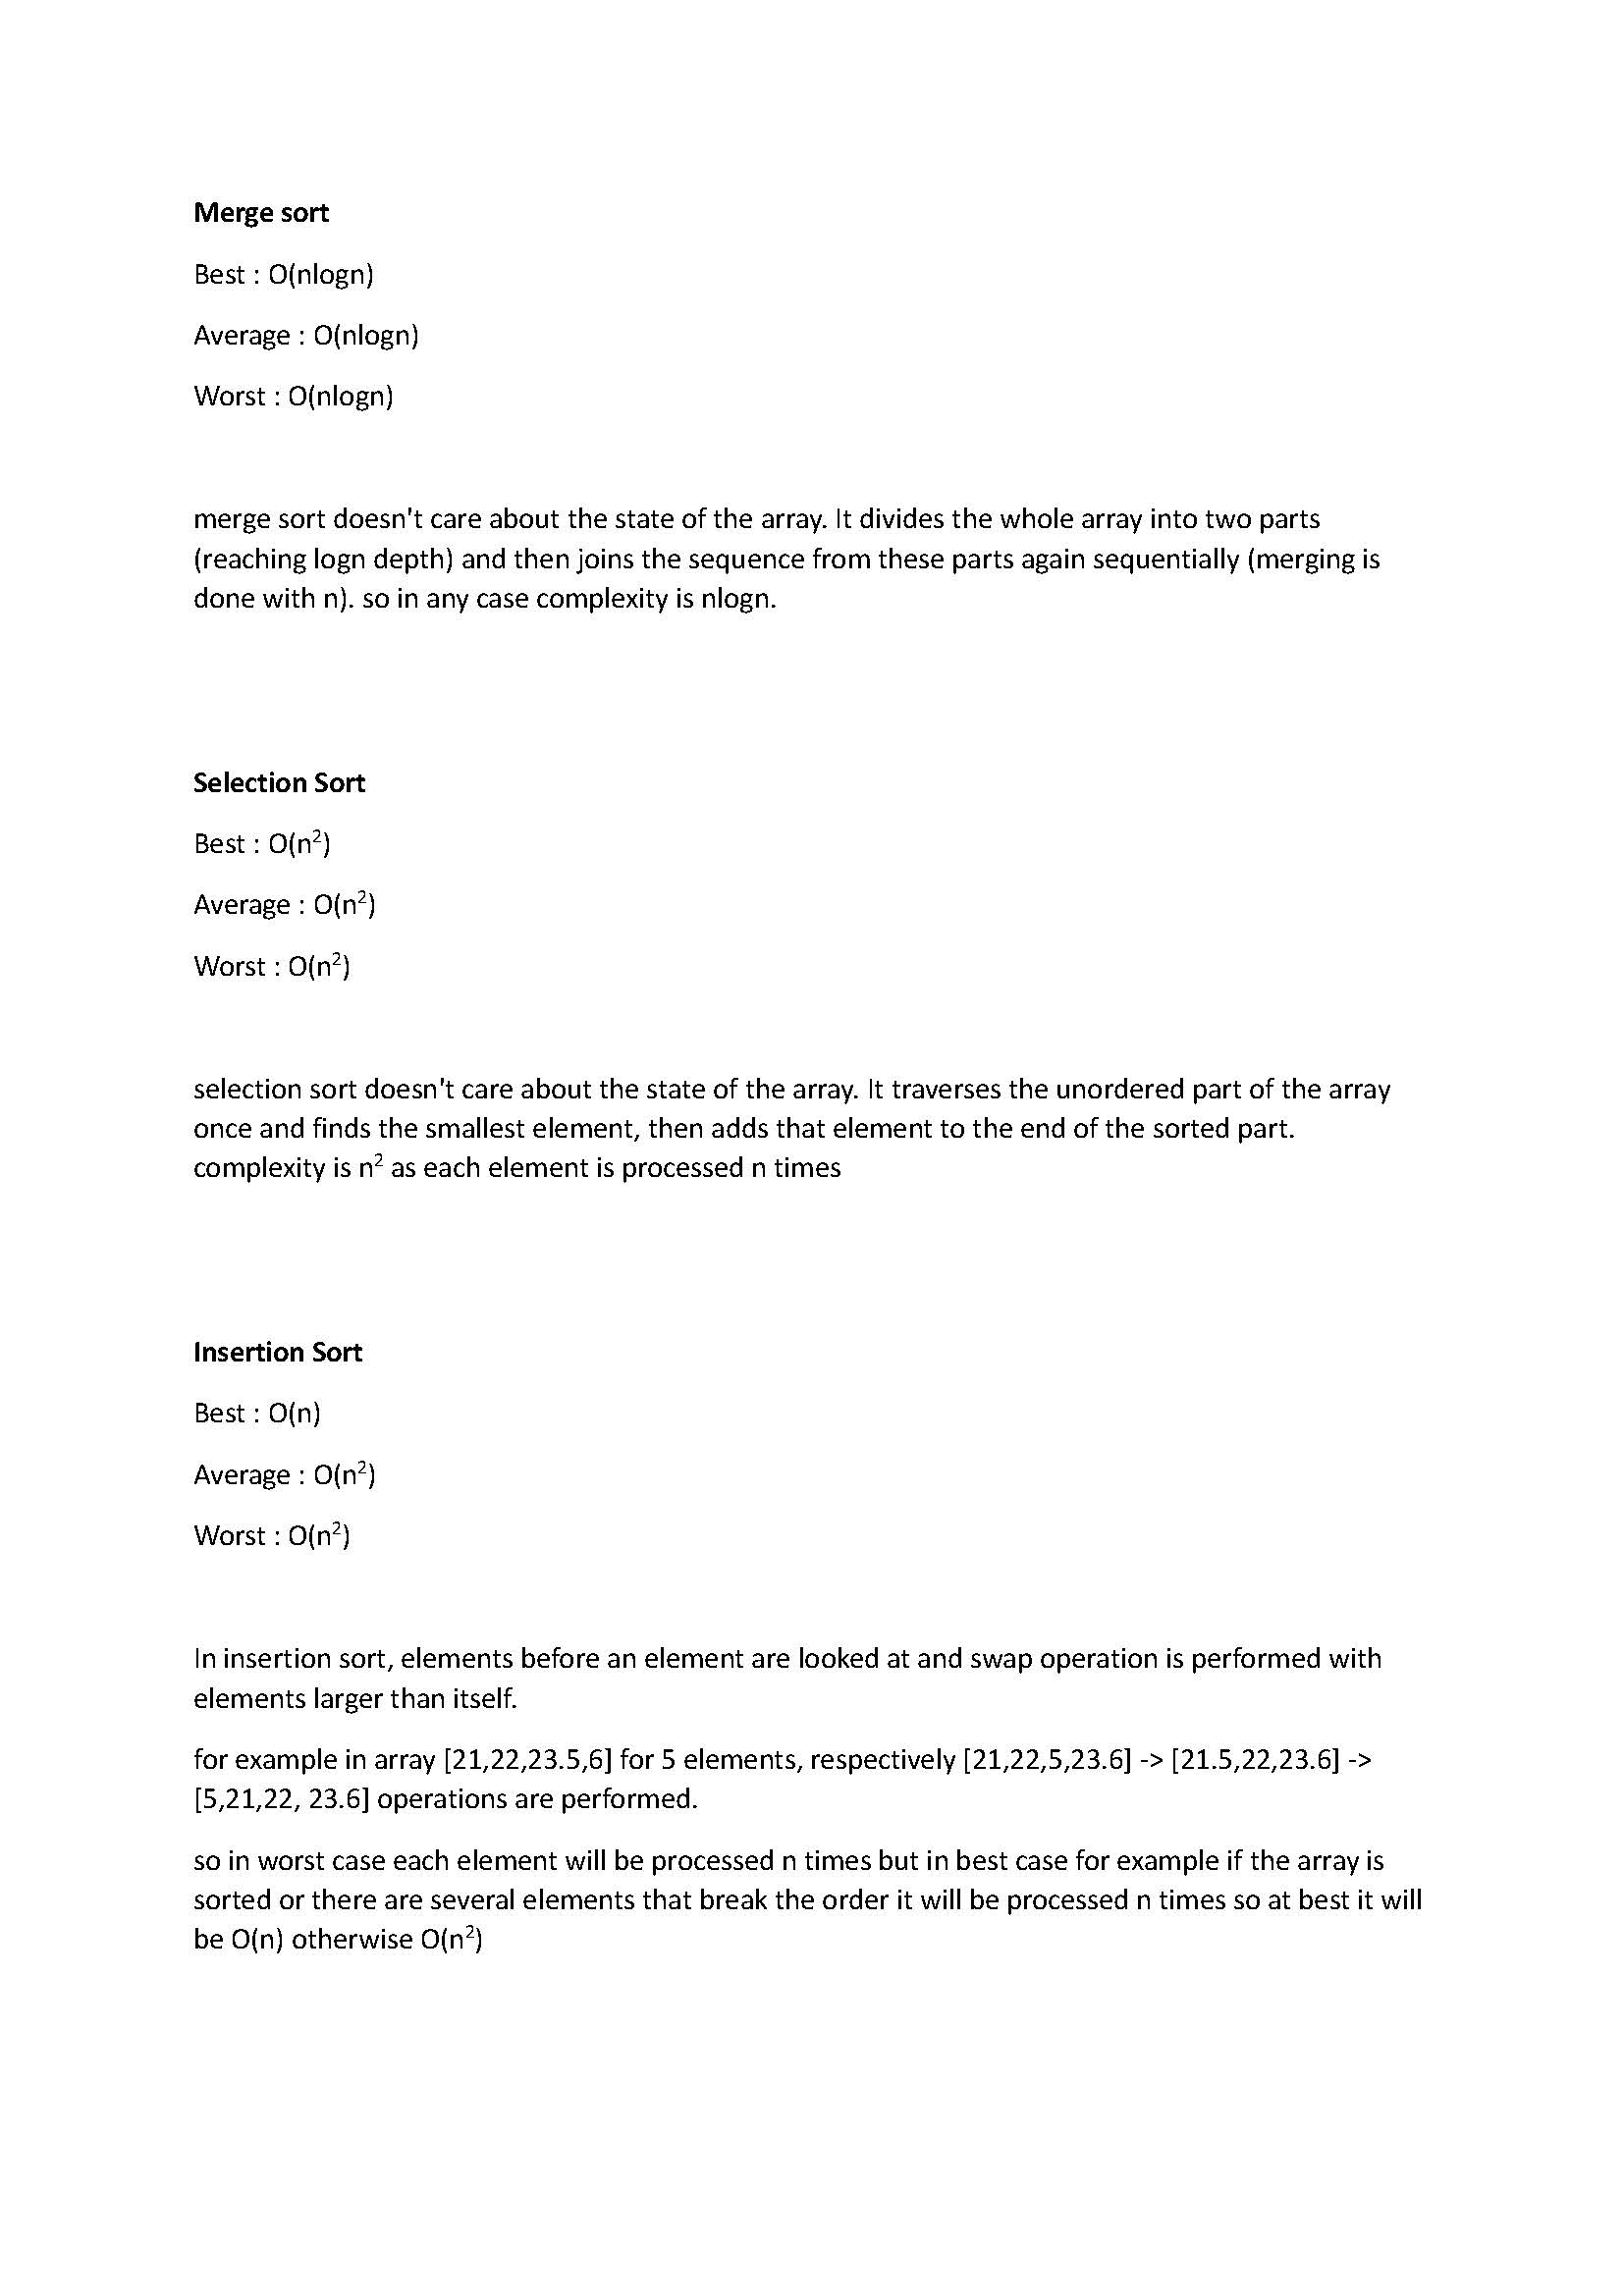 Merge sort
Best : O(nlogn)
Average : O(nlogn)
Worst : O(nlogn)
merge sort doesn't care about the state of the array. It divides the whole array into two parts
(reaching logn depth) and then joins the sequence from these parts again sequentially (merging is
done with n). so in any case complexity is nlogn.
Selection Sort
Best : O(n²)
Average : O(n²)
Worst : O(n²)
selection sort doesn't care about the state of the array. It traverses the unordered part of the array
once and finds the smallest element, then adds that element to the end of the sorted part.
complexity is n² as each element is processed n times
Insertion Sort
Best : O(n)
Average : O(n²)
Worst : O(n²)
In insertion sort, elements before an element are looked at and swap operation is performed with
elements larger than itself.
for example in array [21,22,23.5,6] for 5 elements, respectively [21,22,5,23.6] -> [21.5,22,23.6] ->
[5,21,22, 23.6] operations are performed.
so in worst case each element will be processed n times but in best case for example if the array is
sorted or there are several elements that break the order it will be processed n times so at best it will
be O(n) otherwise O(n²)